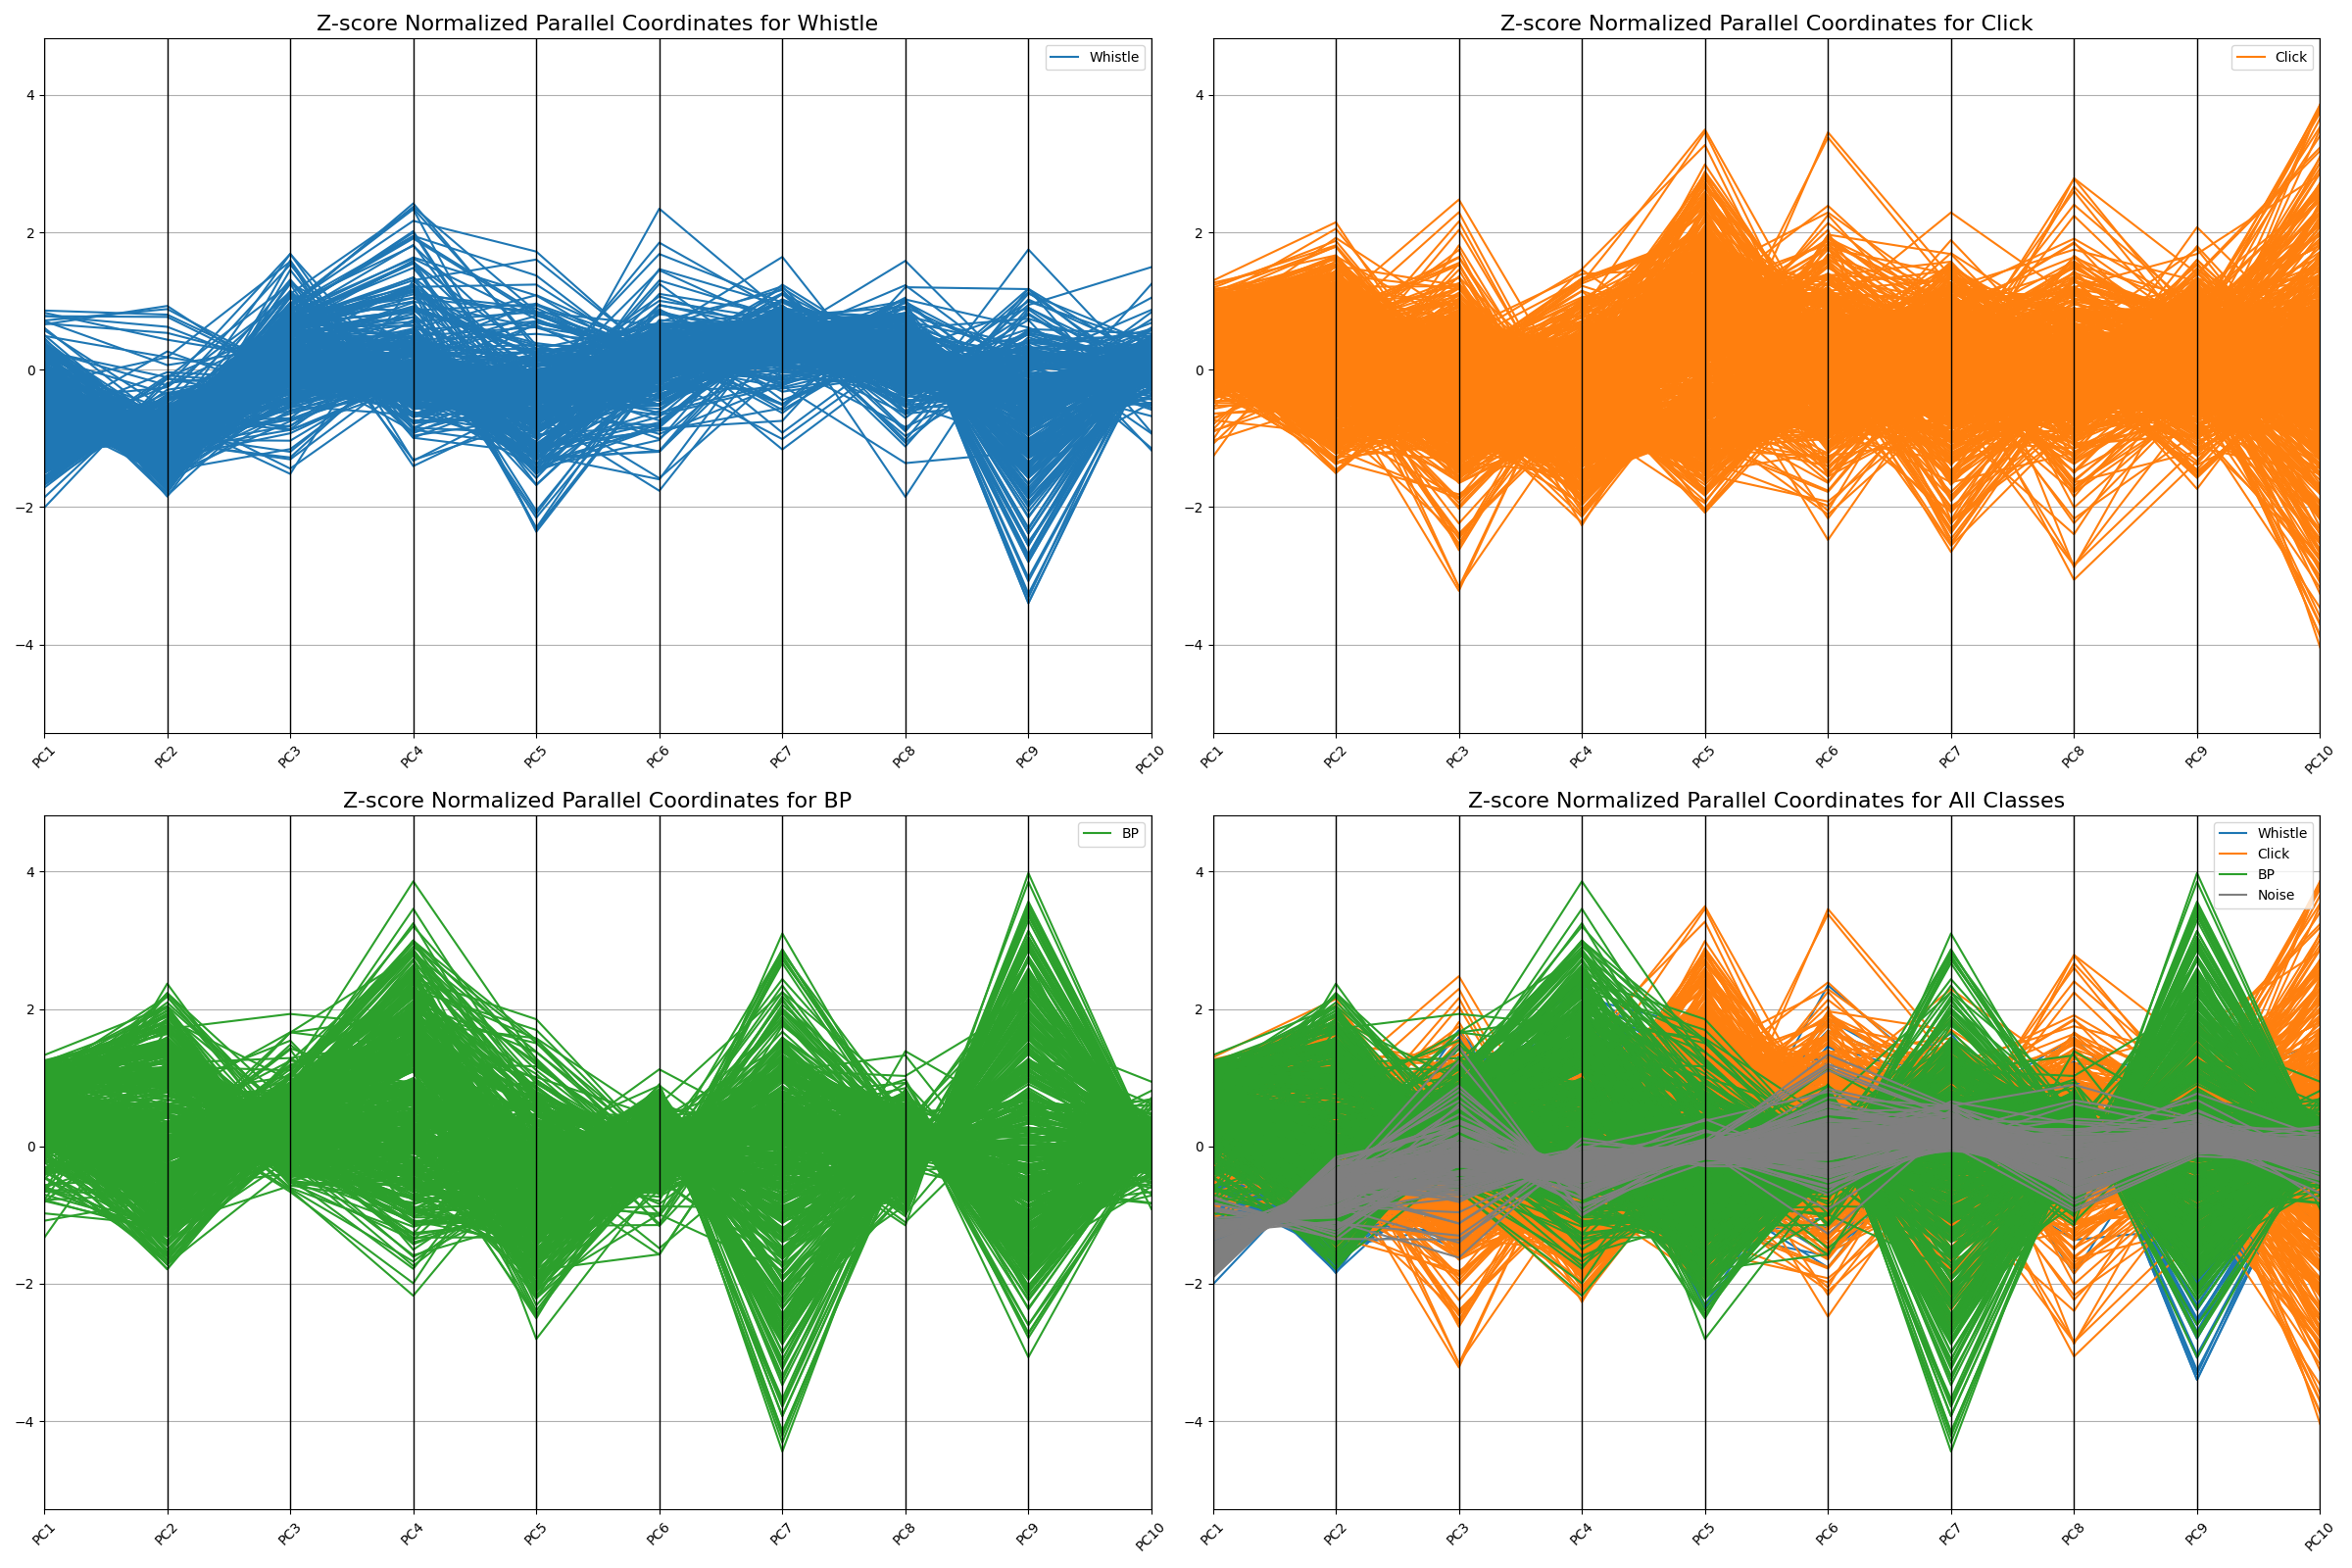 Z-score Normalized Parallel Coordinates for Whistle
Whistle
4
2
0
−2
−4
PC1 PC2 PC3 PC4 PC5 PC6 PC7 PC8 PC9 PC10
Z-score Normalized Parallel Coordinates for Click
Click
4
2
0
−2
−4
PC1 PC2 PC3 PC4 PC5 PC6 PC7 PC8 PC9 PC10
Z-score Normalized Parallel Coordinates for BP
BP
4
2
0
−2
−4
PC1 PC2 PC3 PC4 PC5 PC6 PC7 PC8 PC9 PC10
Z-score Normalized Parallel Coordinates for All Classes
Whistle
Click
BP
Noise
4
2
0
−2
−4
PC1 PC2 PC3 PC4 PC5 PC6 PC7 PC8 PC9 PC10